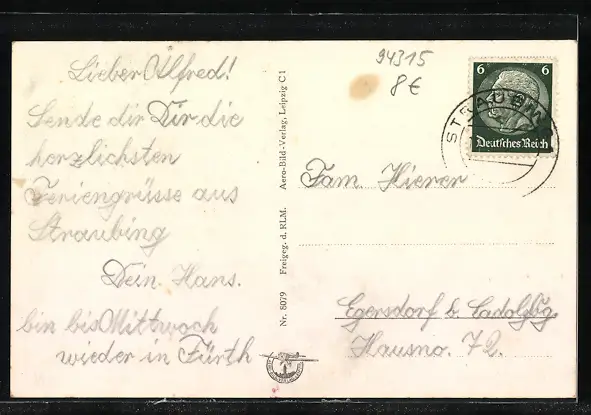 Lieber Alfred!
Sende dir Dir die
herzlichsten
Feriengrüsse aus
Straubing
Dein Hans.
bin bis Mittwoch
wieder in Fürth
Nr. 8079 Freigeg. d. RLM. Aero-Bild-Verlag, Leipzig C1
94315
8 €
6 6
Deutsches Reich
STRAUBING
Fam. Hierer
Egersdorf b. Cadolzbg.
Hausno. 72.